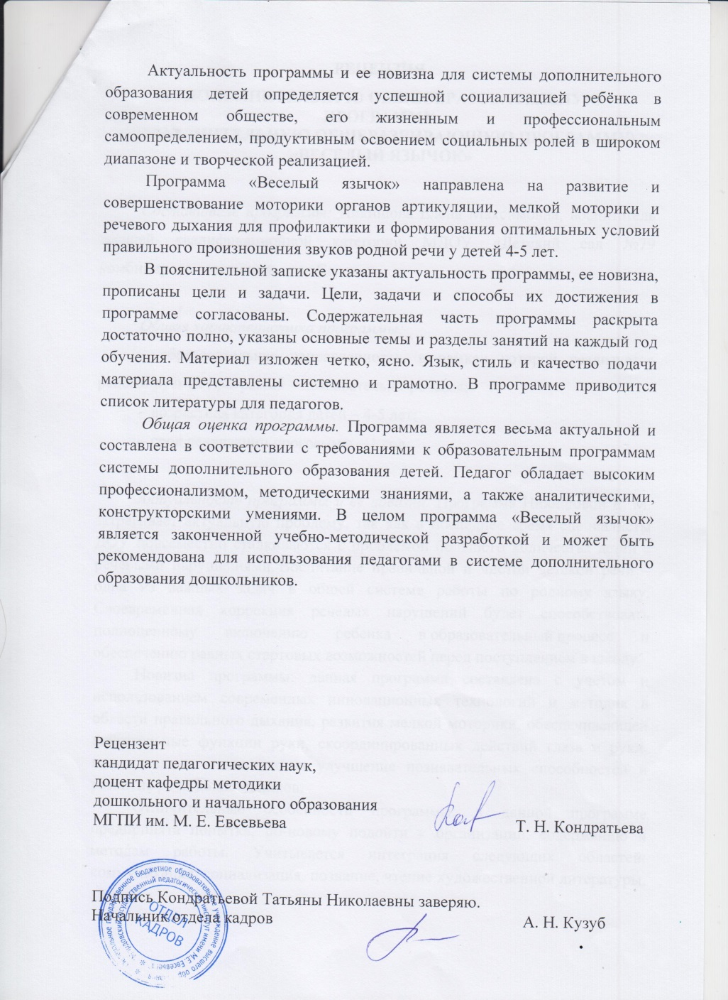 Актуальность программы и ее новизна для системы дополнительного
образования детей определяется успешной социализацией ребёнка в
современном обществе, его жизненным и профессиональным
самоопределением, продуктивным освоением социальных ролей в широком
диапазоне и творческой реализацией.
Программа «Веселый язычок» направлена на развитие и
совершенствование моторики органов артикуляции, мелкой моторики и
речевого дыхания для профилактики и формирования оптимальных условий
правильного произношения звуков родной речи у детей 4-5 лет.
В пояснительной записке указаны актуальность программы, ее новизна,
прописаны цели и задачи. Цели, задачи и способы их достижения в
программе согласованы. Содержательная часть программы раскрыта
достаточно полно, указаны основные темы и разделы занятий на каждый год
обучения. Материал изложен четко, ясно. Язык, стиль и качество подачи
материала представлены системно и грамотно. В программе приводится
список литературы для педагогов.
Общая оценка программы. Программа является весьма актуальной и
составлена в соответствии с требованиями к образовательным программам
системы дополнительного образования детей. Педагог обладает высоким
профессионализмом, методическими знаниями, а также аналитическими,
конструкторскими умениями. В целом программа «Веселый язычок»
является законченной учебно-методической разработкой и может быть
рекомендована для использования педагогами в системе дополнительного
образования дошкольников.
Рецензент
кандидат педагогических наук,
доцент кафедры методики
дошкольного и начального образования
МГПИ им. М. Е. Евсевьева
Т. Н. Кондратьева
Подпись Кондратьевой Татьяны Николаевны заверяю.
Начальник отдела кадров
А. Н. Кузуб
ОТДЕЛ
КАДРОВ
государственное бюджетное образовательное учреждение высшего
государственный педагогический институт имени М.Е. Евсевьева